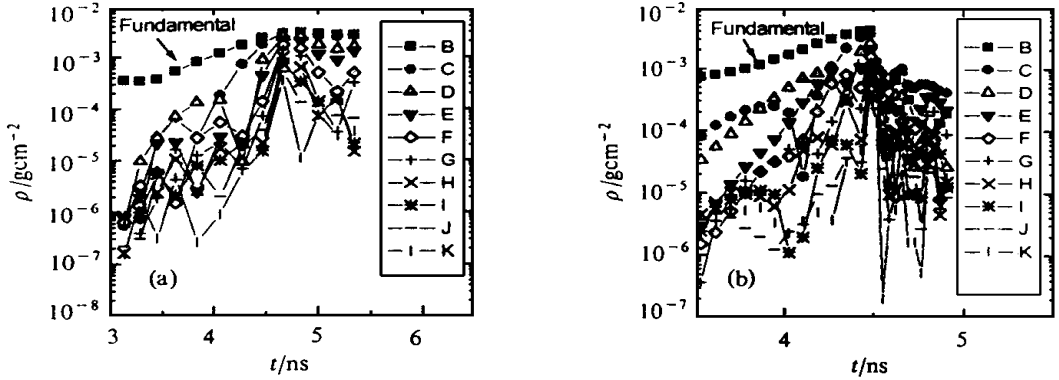 (a)
Fundamental
ρ/gcm⁻²
10⁻²
10⁻³
10⁻⁴
10⁻⁵
10⁻⁶
10⁻⁷
10⁻⁸
3
4
5
6
t/ns
B
C
D
E
F
G
H
I
J
K
(b)
Fundamental
ρ/gcm⁻²
10⁻²
10⁻³
10⁻⁴
10⁻⁵
10⁻⁶
10⁻⁷
4
5
t/ns
B
C
D
E
F
G
H
I
J
K